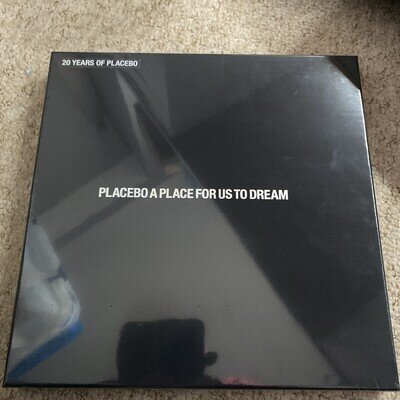 20 YEARS OF PLACEBO
PLACEBO A PLACE FOR US TO DREAM